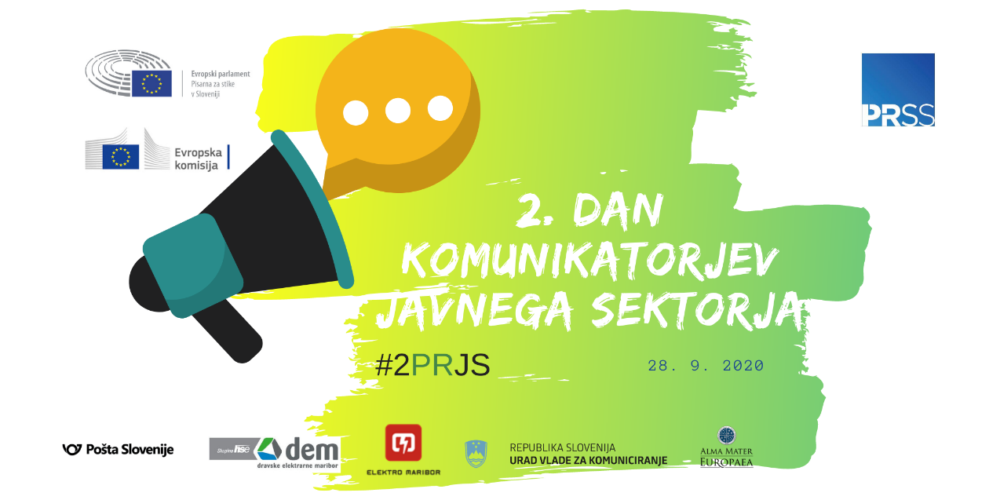 Evropski parlament
Pisarna za stike
v Sloveniji
PRSS
Evropska
komisija
2. DAN
KOMUNIKATORJEV
JAVNEGA SEKTORJA
#2PRJS
28. 9. 2020
Pošta Slovenije
Skupina hse
dem
dravske elektrarne maribor
ELEKTRO MARIBOR
REPUBLIKA SLOVENIJA
URAD VLADE ZA KOMUNICIRANJE
ALMA MATER
EUROPAEA